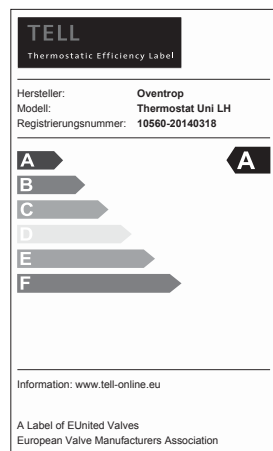 TELL
Thermostatic Efficiency Label
Hersteller: Oventrop
Modell: Thermostat Uni LH
Registrierungsnummer: 10560-20140318
A A
B
C
D
E
F
Information: www.tell-online.eu
A Label of EUnited Valves
European Valve Manufacturers Association